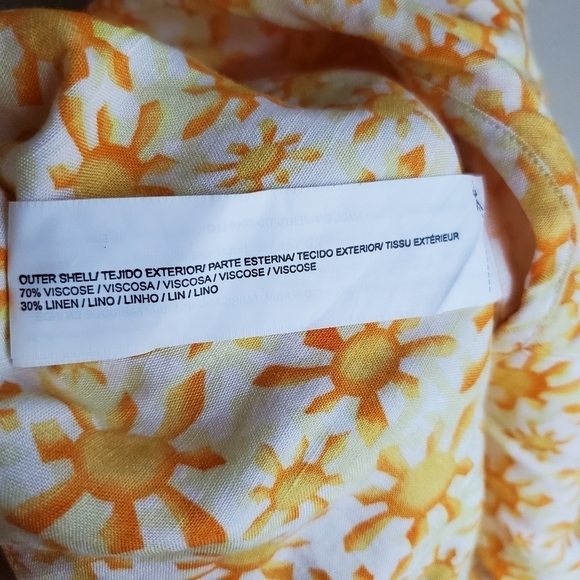 OUTER SHELL/ TEJIDO EXTERIOR/ PARTE ESTERNA/ TECIDO EXTERIOR/ TISSU EXTÉRIEUR
70% VISCOSE / VISCOSA / VISCOSA / VISCOSE / VISCOSE
30% LINEN / LINO / LINHO / LIN / LINO